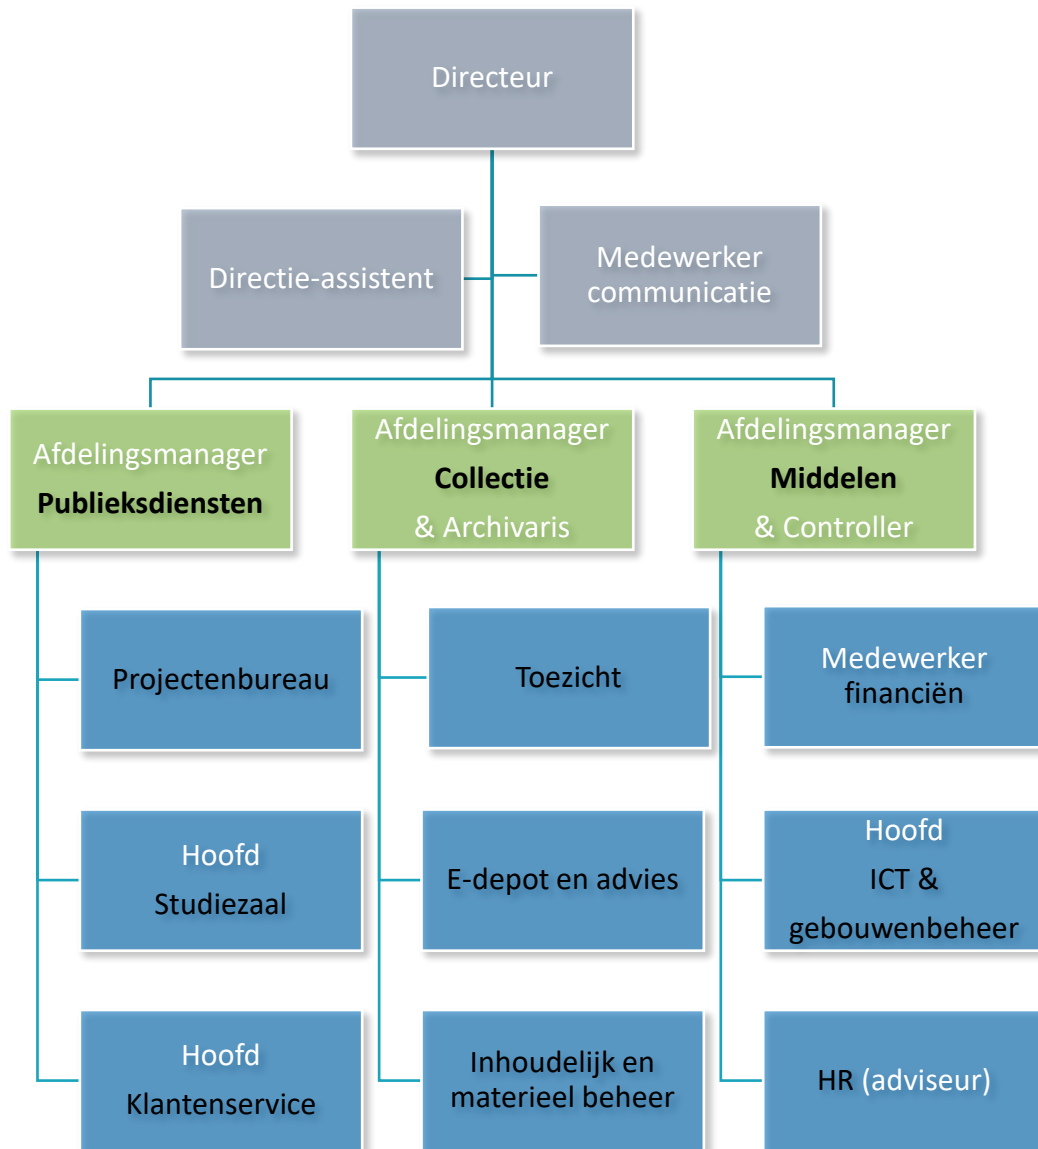 Directeur
Directie-assistent
Medewerker
communicatie
Afdelingsmanager
Publieksdiensten
Afdelingsmanager
Collectie
& Archivaris
Afdelingsmanager
Middelen
& Controller
Projectenbureau
Toezicht
Medewerker
financiën
Hoofd
Studiezaal
E-depot en advies
Hoofd
ICT &
gebouwenbeheer
Hoofd
Klantenservice
Inhoudelijk en
materieel beheer
HR (adviseur)